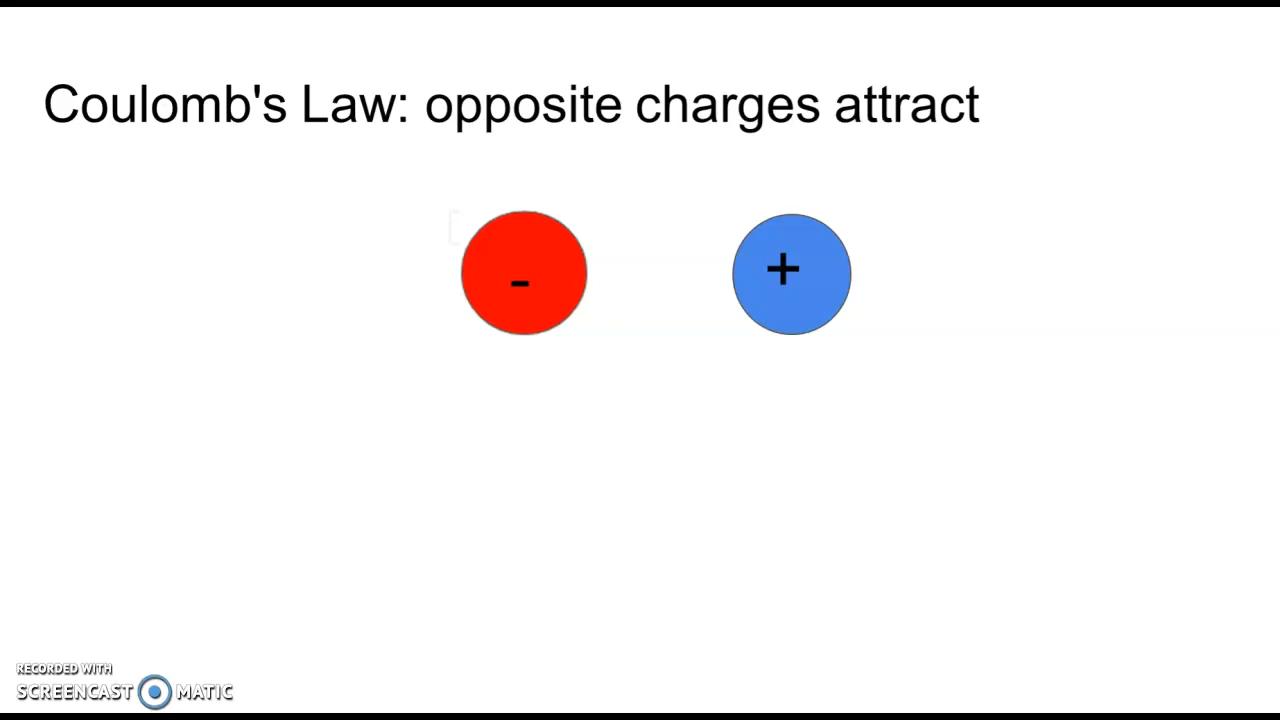 Coulomb's Law: opposite charges attract
- +
RECORDED WITH
SCREENCAST MATIC